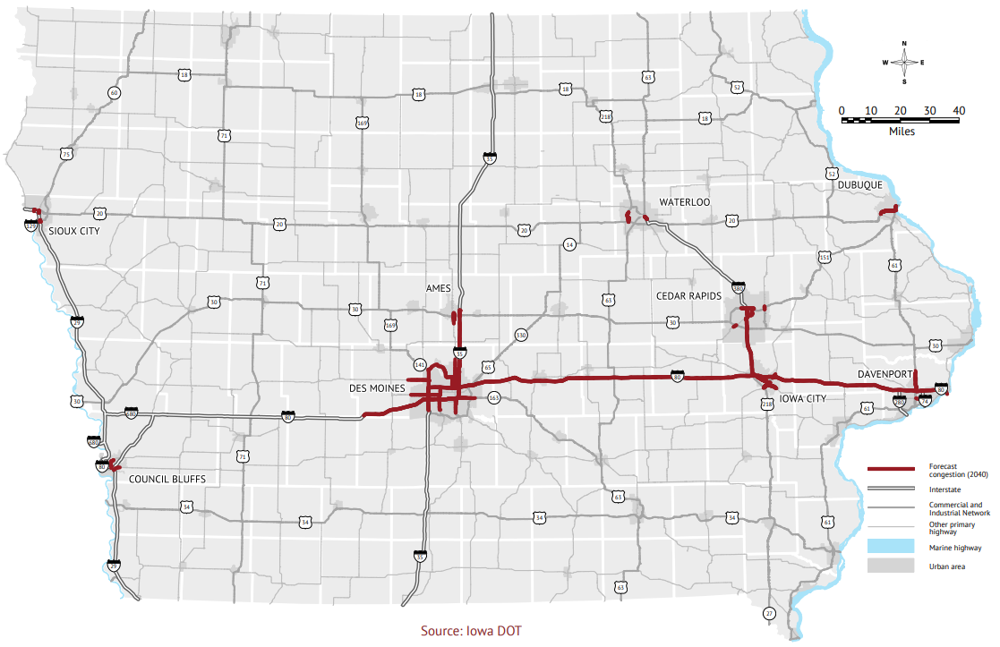 N
W E
S
0 10 20 30 40
Miles
18
63
52
60
18
18
218
18
169
71
75
35
52
DUBUQUE
WATERLOO
20
129
SIOUX CITY
20
20
20
14
151
61
71
AMES
380
CEDAR RAPIDS
30
30
63
29
169
30
330
30
35
141
65
80
DAVENPORT
DES MOINES
163
80
IOWA CITY
30
218
280
74
61
680
80
680
71
80
COUNCIL BLUFFS
63
34
34
34
34
61
35
29
63
27
Forecast
congestion (2040)
Interstate
Commercial and
Industrial Network
Other primary
highway
Marine highway
Urban area
Source: Iowa DOT